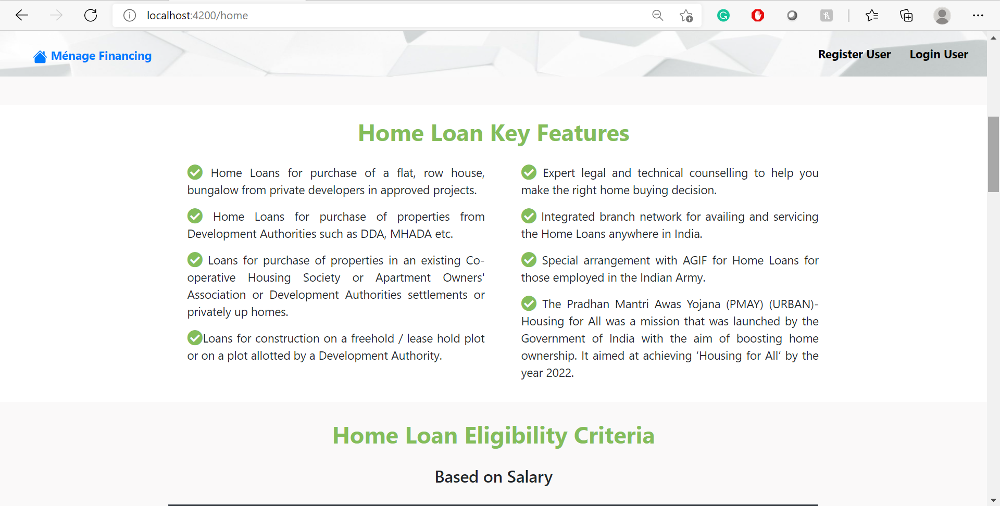 localhost:4200/home
Ménage Financing
Register User
Login User
Home Loan Key Features
Home Loans for purchase of a flat, row house,
bungalow from private developers in approved projects.
Home Loans for purchase of properties from
Development Authorities such as DDA, MHADA etc.
Loans for purchase of properties in an existing Co-
operative Housing Society or Apartment Owners'
Association or Development Authorities settlements or
privately up homes.
Loans for construction on a freehold / lease hold plot
or on a plot allotted by a Development Authority.
Expert legal and technical counselling to help you
make the right home buying decision.
Integrated branch network for availing and servicing
the Home Loans anywhere in India.
Special arrangement with AGIF for Home Loans for
those employed in the Indian Army.
The Pradhan Mantri Awas Yojana (PMAY) (URBAN)-
Housing for All was a mission that was launched by the
Government of India with the aim of boosting home
ownership. It aimed at achieving ‘Housing for All’ by the
year 2022.
Home Loan Eligibility Criteria
Based on Salary